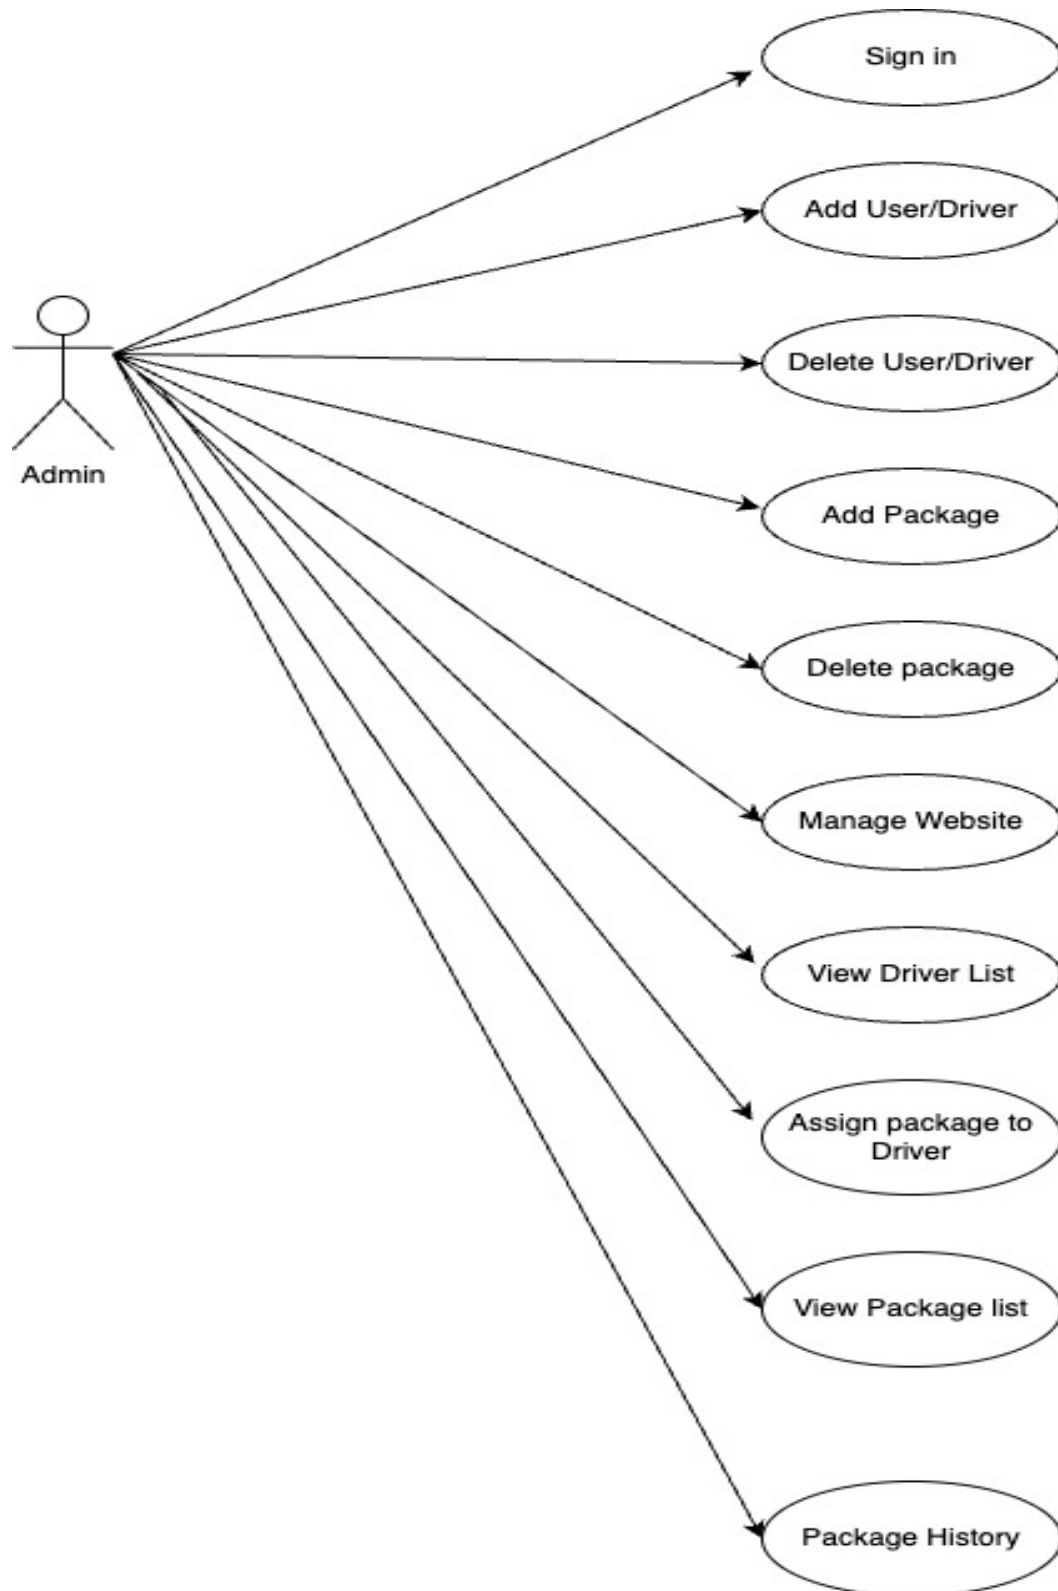 Sign in
Add User/Driver
Delete User/Driver
Admin
Add Package
Delete package
Manage Website
View Driver List
Assign package to
Driver
View Package list
Package History